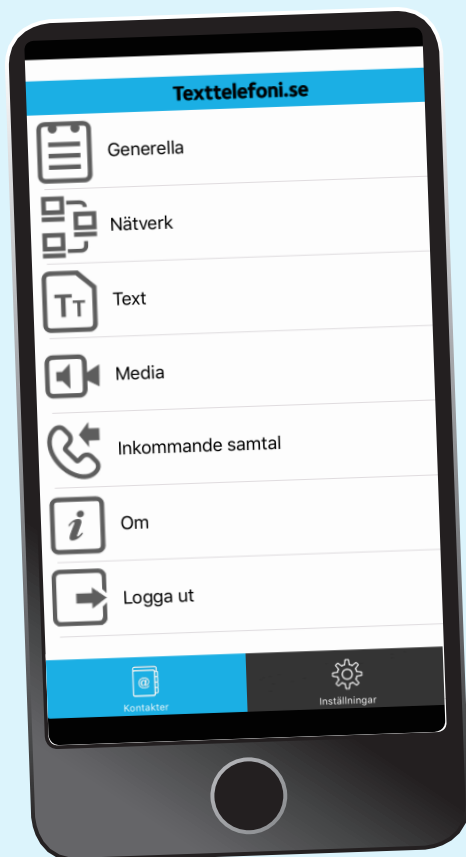 Texttelefoni.se
Generella
Nätverk
Text
Media
Inkommande samtal
Om
Logga ut
Kontakter
Inställningar